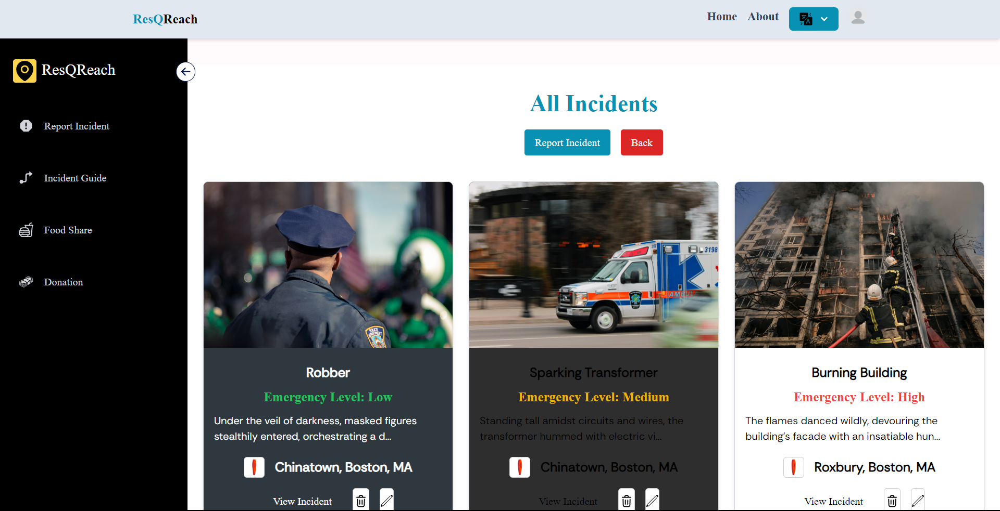 ResQReach
Home
About
ResQReach
Report Incident
Incident Guide
Food Share
Donation
All Incidents
Report Incident
Back
3198
AMBUL
POLICE
DEPARTMENT
Robber
Emergency Level: Low
Under the veil of darkness, masked figures
stealthily entered, orchestrating a d...
Chinatown, Boston, MA
View Incident
Sparking Transformer
Emergency Level: Medium
Standing tall amidst circuits and wires, the
transformer hummed with electric vi...
Chinatown, Boston, MA
View Incident
Burning Building
Emergency Level: High
The flames danced wildly, devouring the
building's facade with an insatiable hun...
Roxbury, Boston, MA
View Incident